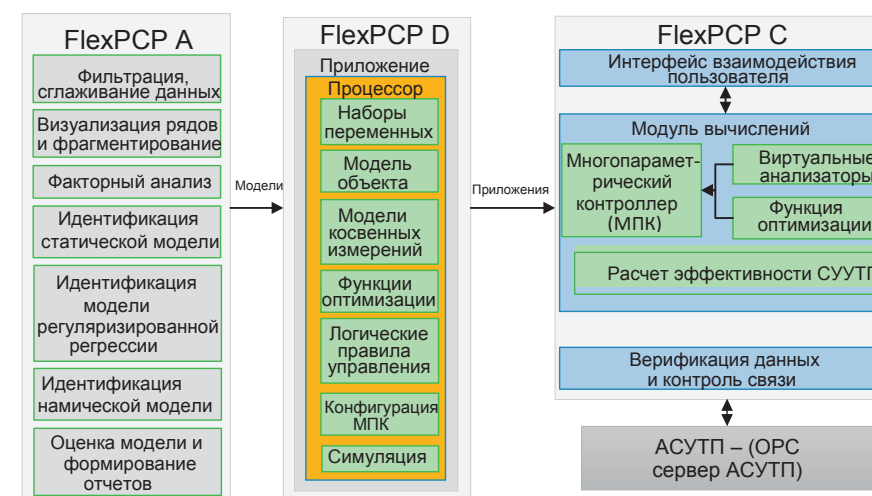 FlexPCP A
Фильтрация,
сглаживание данных
Визуализация рядов
и фрагментирование
Факторный анализ
Идентификация
статической модели
Идентификация
модели
регуляризированной
регрессии
Идентификация
намической модели
Оценка модели и
формирование
отчетов
Модели
FlexPCP D
Приложение
Процессор
Наборы
переменных
Модель
объекта
Модели
косвенных
измерений
Функции
оптимизации
Логические
правила
управления
Конфигурация
МПК
Симуляция
Приложения
FlexPCP C
Интерфейс взаимодействия
пользователя
Модуль вычислений
Многопарамет-
рический
контроллер
(МПК)
Виртуальные
анализаторы
Функция
оптимизации
Расчет эффективности СУУТП
Верификация данных
и контроль связи
АСУТП – (OPC
сервер АСУТП)